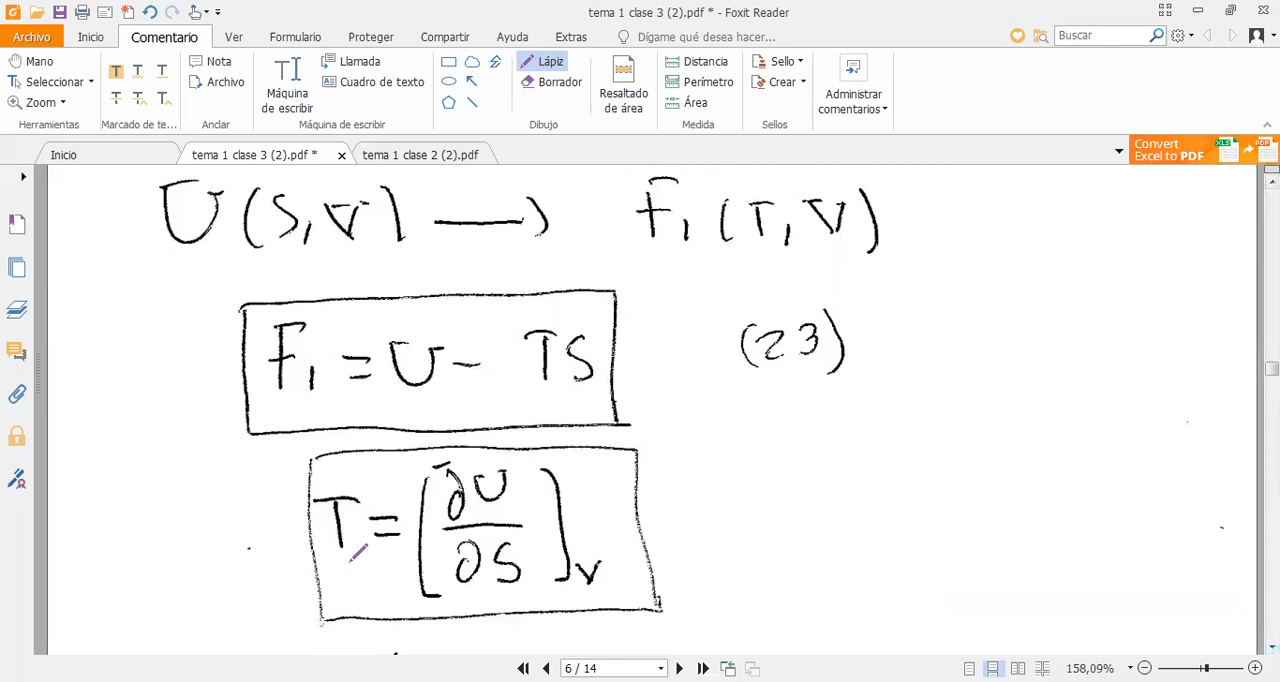 tema 1 clase 3 (2).pdf * - Foxit Reader
Archivo Inicio Comentario Ver Formulario Proteger Compartir Ayuda Extras Dígame qué desea hacer... Buscar
Mano
Seleccionar
Zoom
Herramientas
Marcado de te...
Nota
Archivo
Anclar
Máquina de escribir
Llamada
Cuadro de texto
Máquina de escribir
Lápiz
Borrador
Dibujo
Resaltado de área
Distancia
Perímetro
Área
Medida
Sello
Crear
Sellos
Administrar comentarios
Inicio tema 1 clase 3 (2).pdf * tema 1 clase 2 (2).pdf
Convert Excel to PDF
U(S,V) → F₁(T,V)
F₁ = U - TS (23)
T = [∂U/∂S]V
6 / 14 158,09%